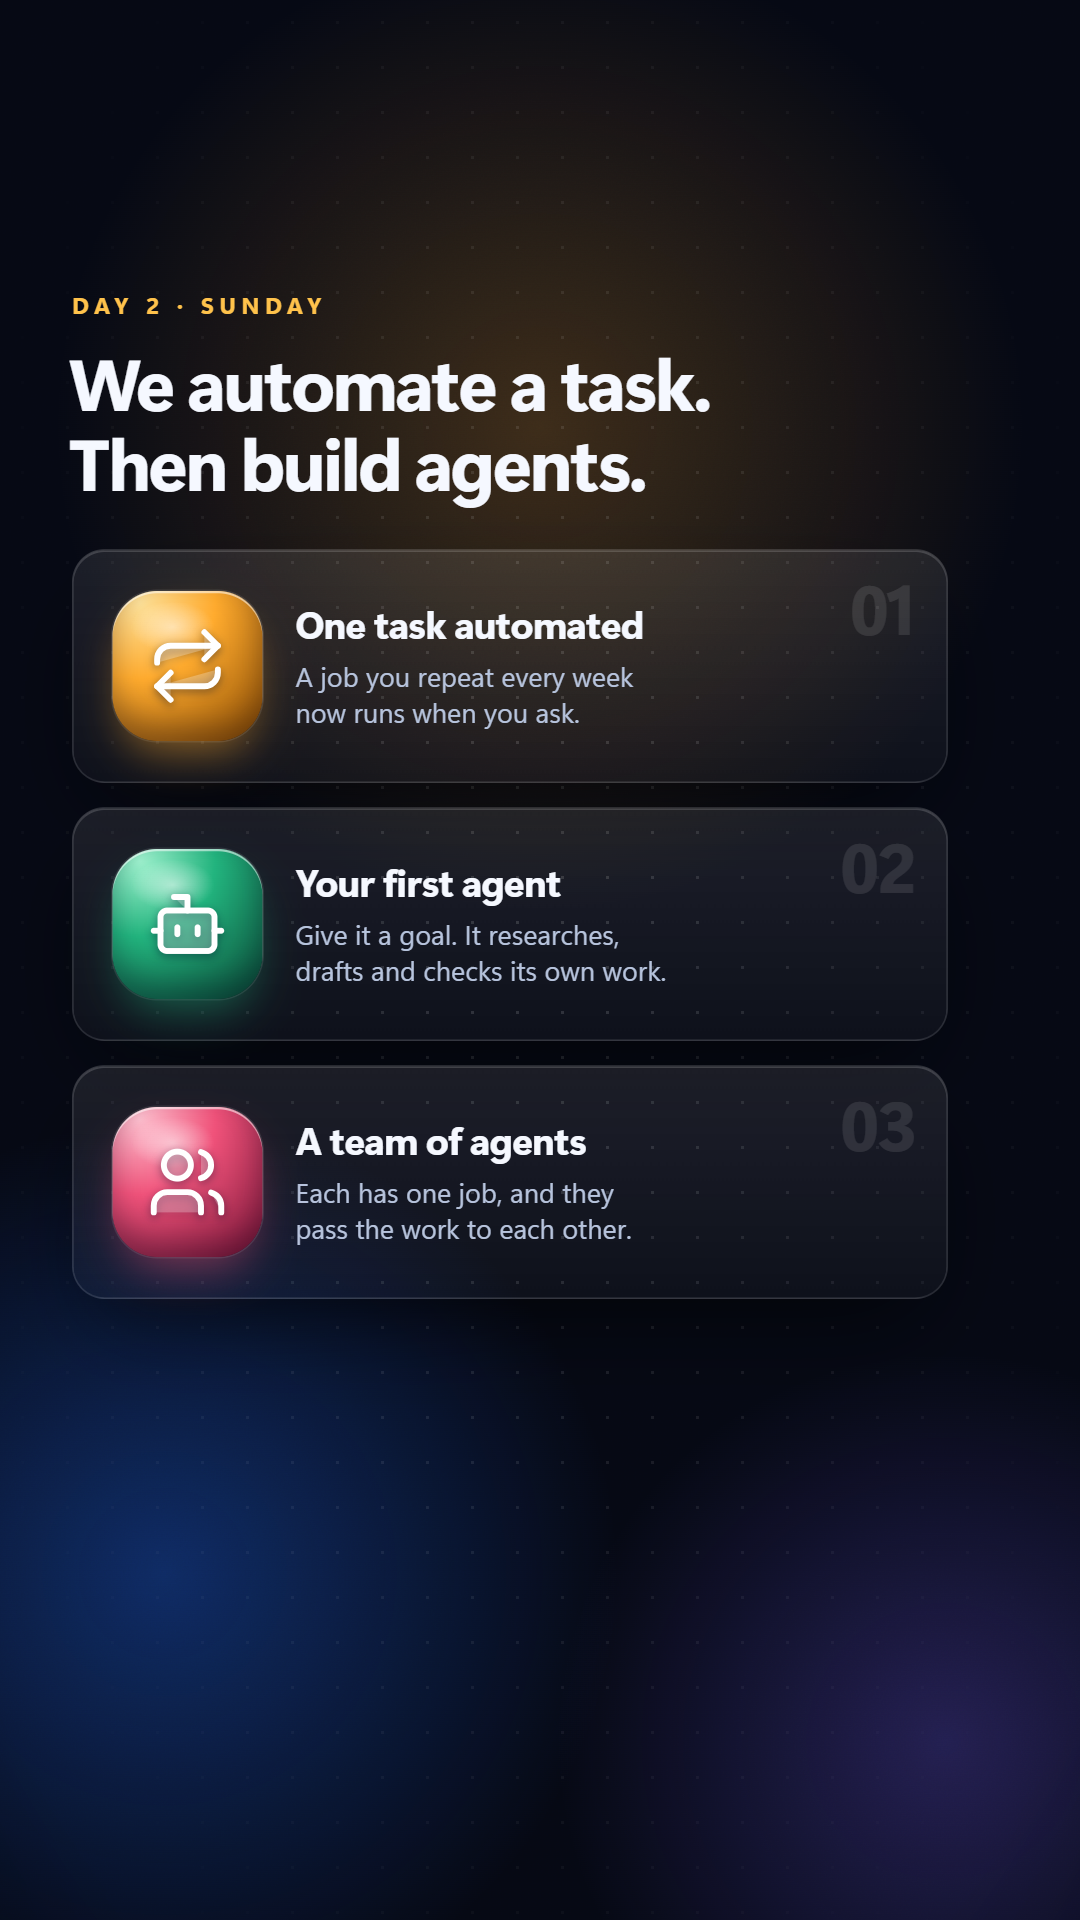 DAY 2 · SUNDAY
We automate a task.
Then build agents.
01
One task automated
A job you repeat every week
now runs when you ask.
02
Your first agent
Give it a goal. It researches,
drafts and checks its own work.
03
A team of agents
Each has one job, and they
pass the work to each other.